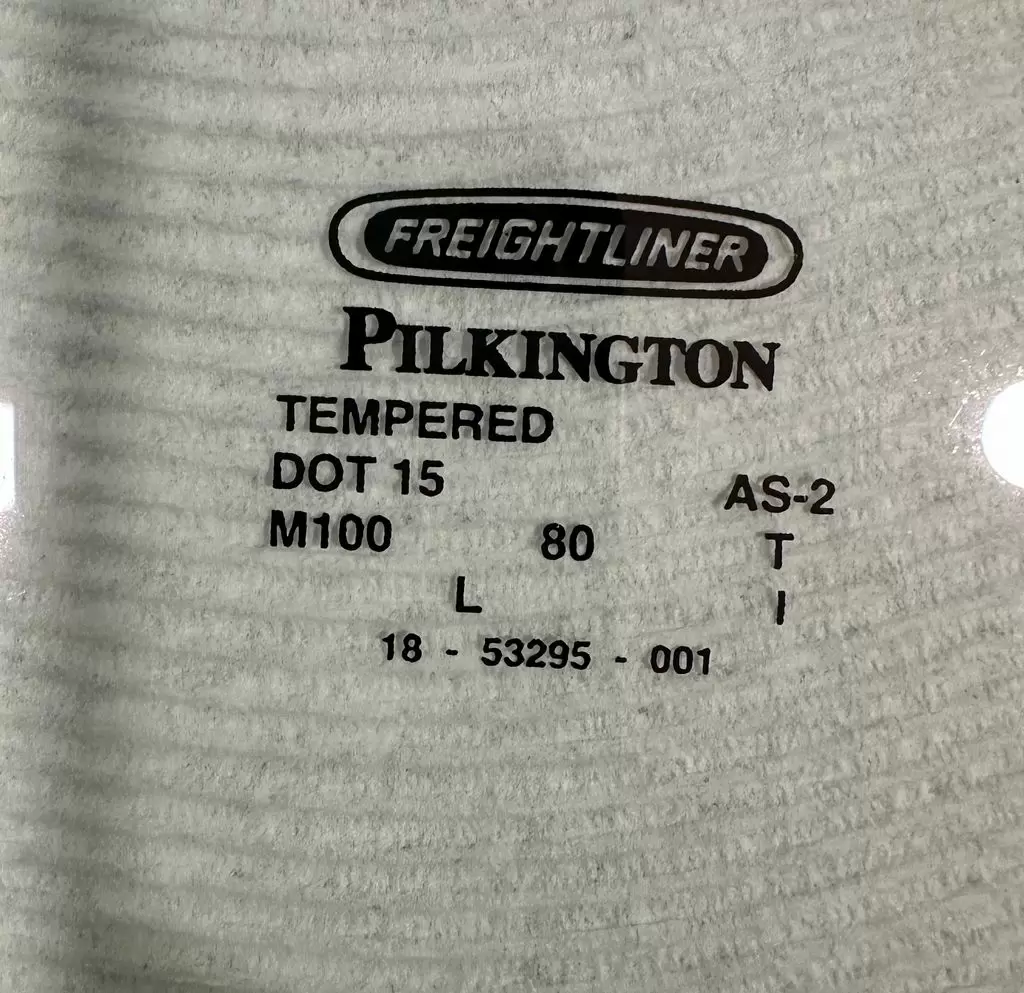 FREIGHTLINER
PILKINGTON
TEMPERED
DOT 15 AS-2
M100 80 T
L I
18 - 53295 - 001